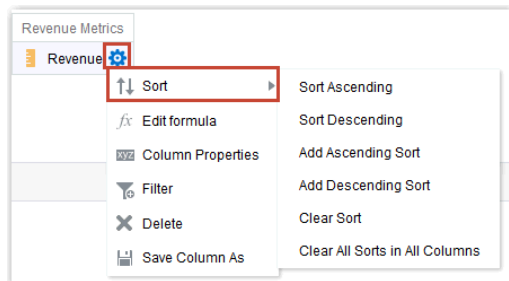 Revenue Metrics
Revenue
Sort
fx Edit formula
xyz Column Properties
Filter
Delete
Save Column As
Sort Ascending
Sort Descending
Add Ascending Sort
Add Descending Sort
Clear Sort
Clear All Sorts in All Columns